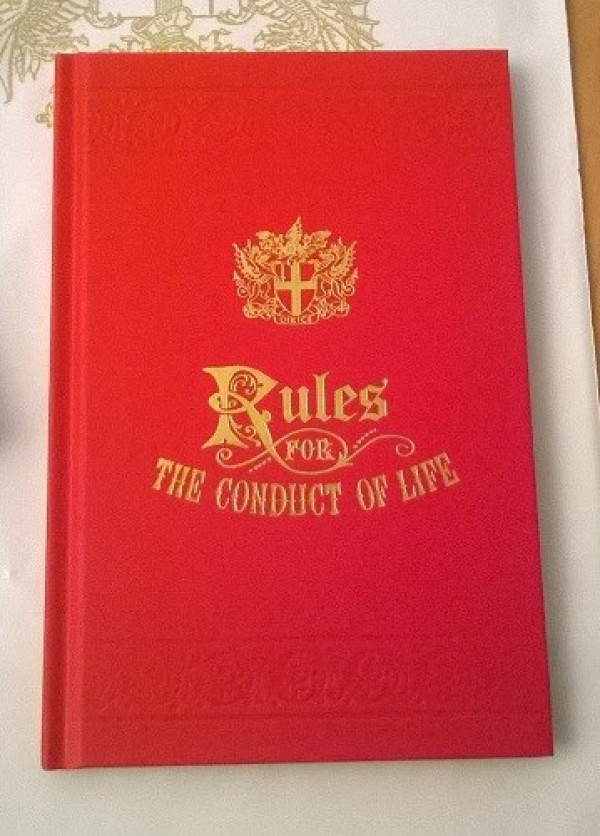 Rules
FOR
THE CONDUCT OF LIFE